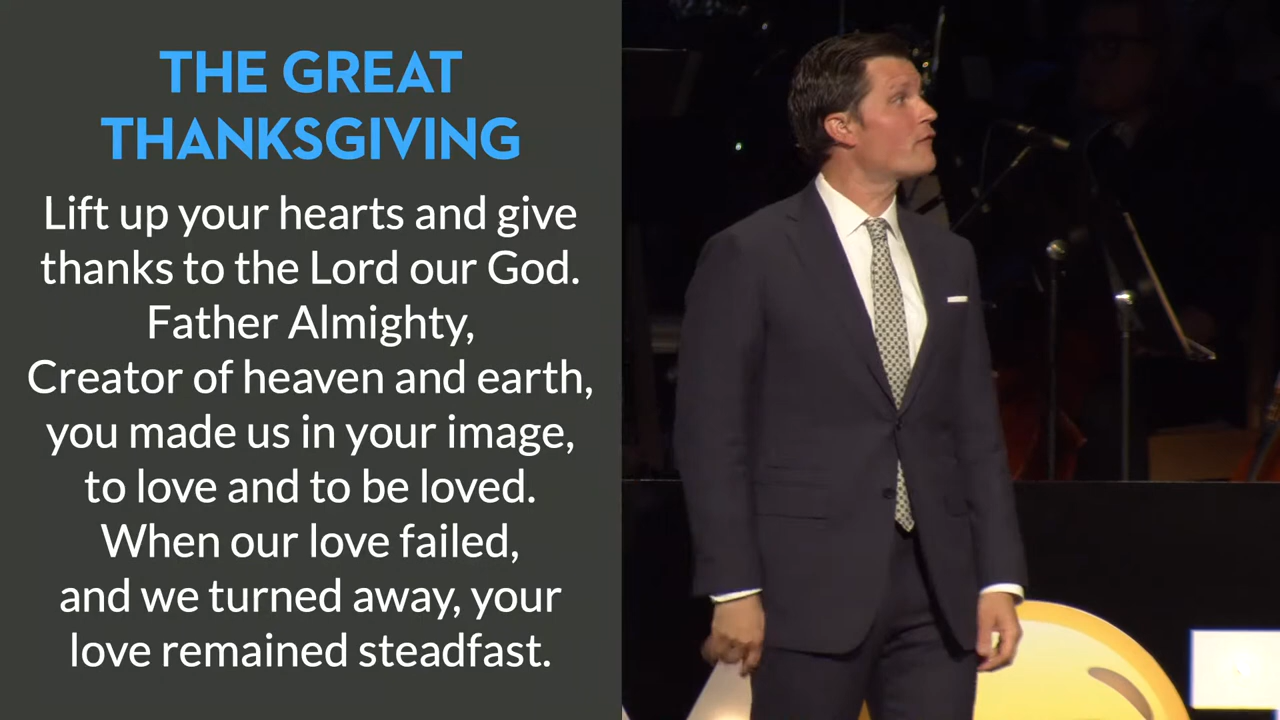 THE GREAT
THANKSGIVING
Lift up your hearts and give
thanks to the Lord our God.
Father Almighty,
Creator of heaven and earth,
you made us in your image,
to love and to be loved.
When our love failed,
and we turned away, your
love remained steadfast.